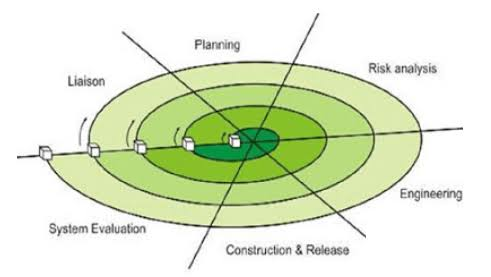 Planning
Risk analysis
Liaison
Engineering
System Evaluation
Construction & Release